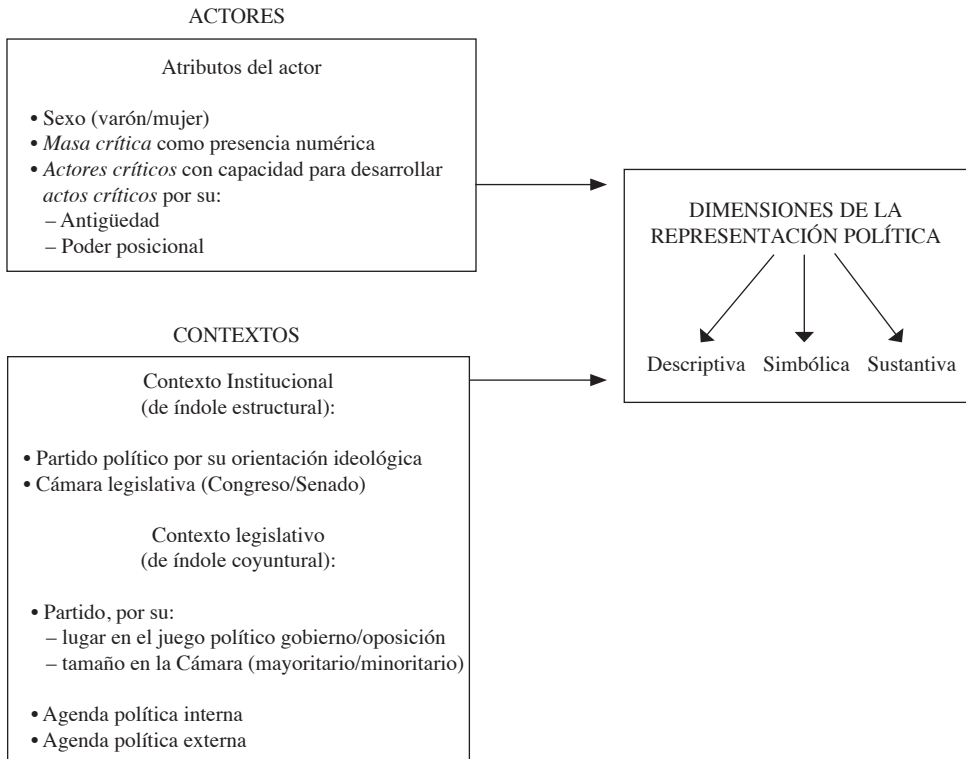 ACTORES
Atributos del actor
• Sexo (varón/mujer)
• Masa crítica como presencia numérica
• Actores críticos con capacidad para desarrollar
actos críticos por su:
– Antigüedad
– Poder posicional
CONTEXTOS
Contexto Institucional
(de índole estructural):
• Partido político por su orientación ideológica
• Cámara legislativa (Congreso/Senado)
Contexto legislativo
(de índole coyuntural):
• Partido, por su:
– lugar en el juego político gobierno/oposición
– tamaño en la Cámara (mayoritario/minoritario)
• Agenda política interna
• Agenda política externa
DIMENSIONES DE LA
REPRESENTACIÓN POLÍTICA
Descriptiva Simbólica Sustantiva